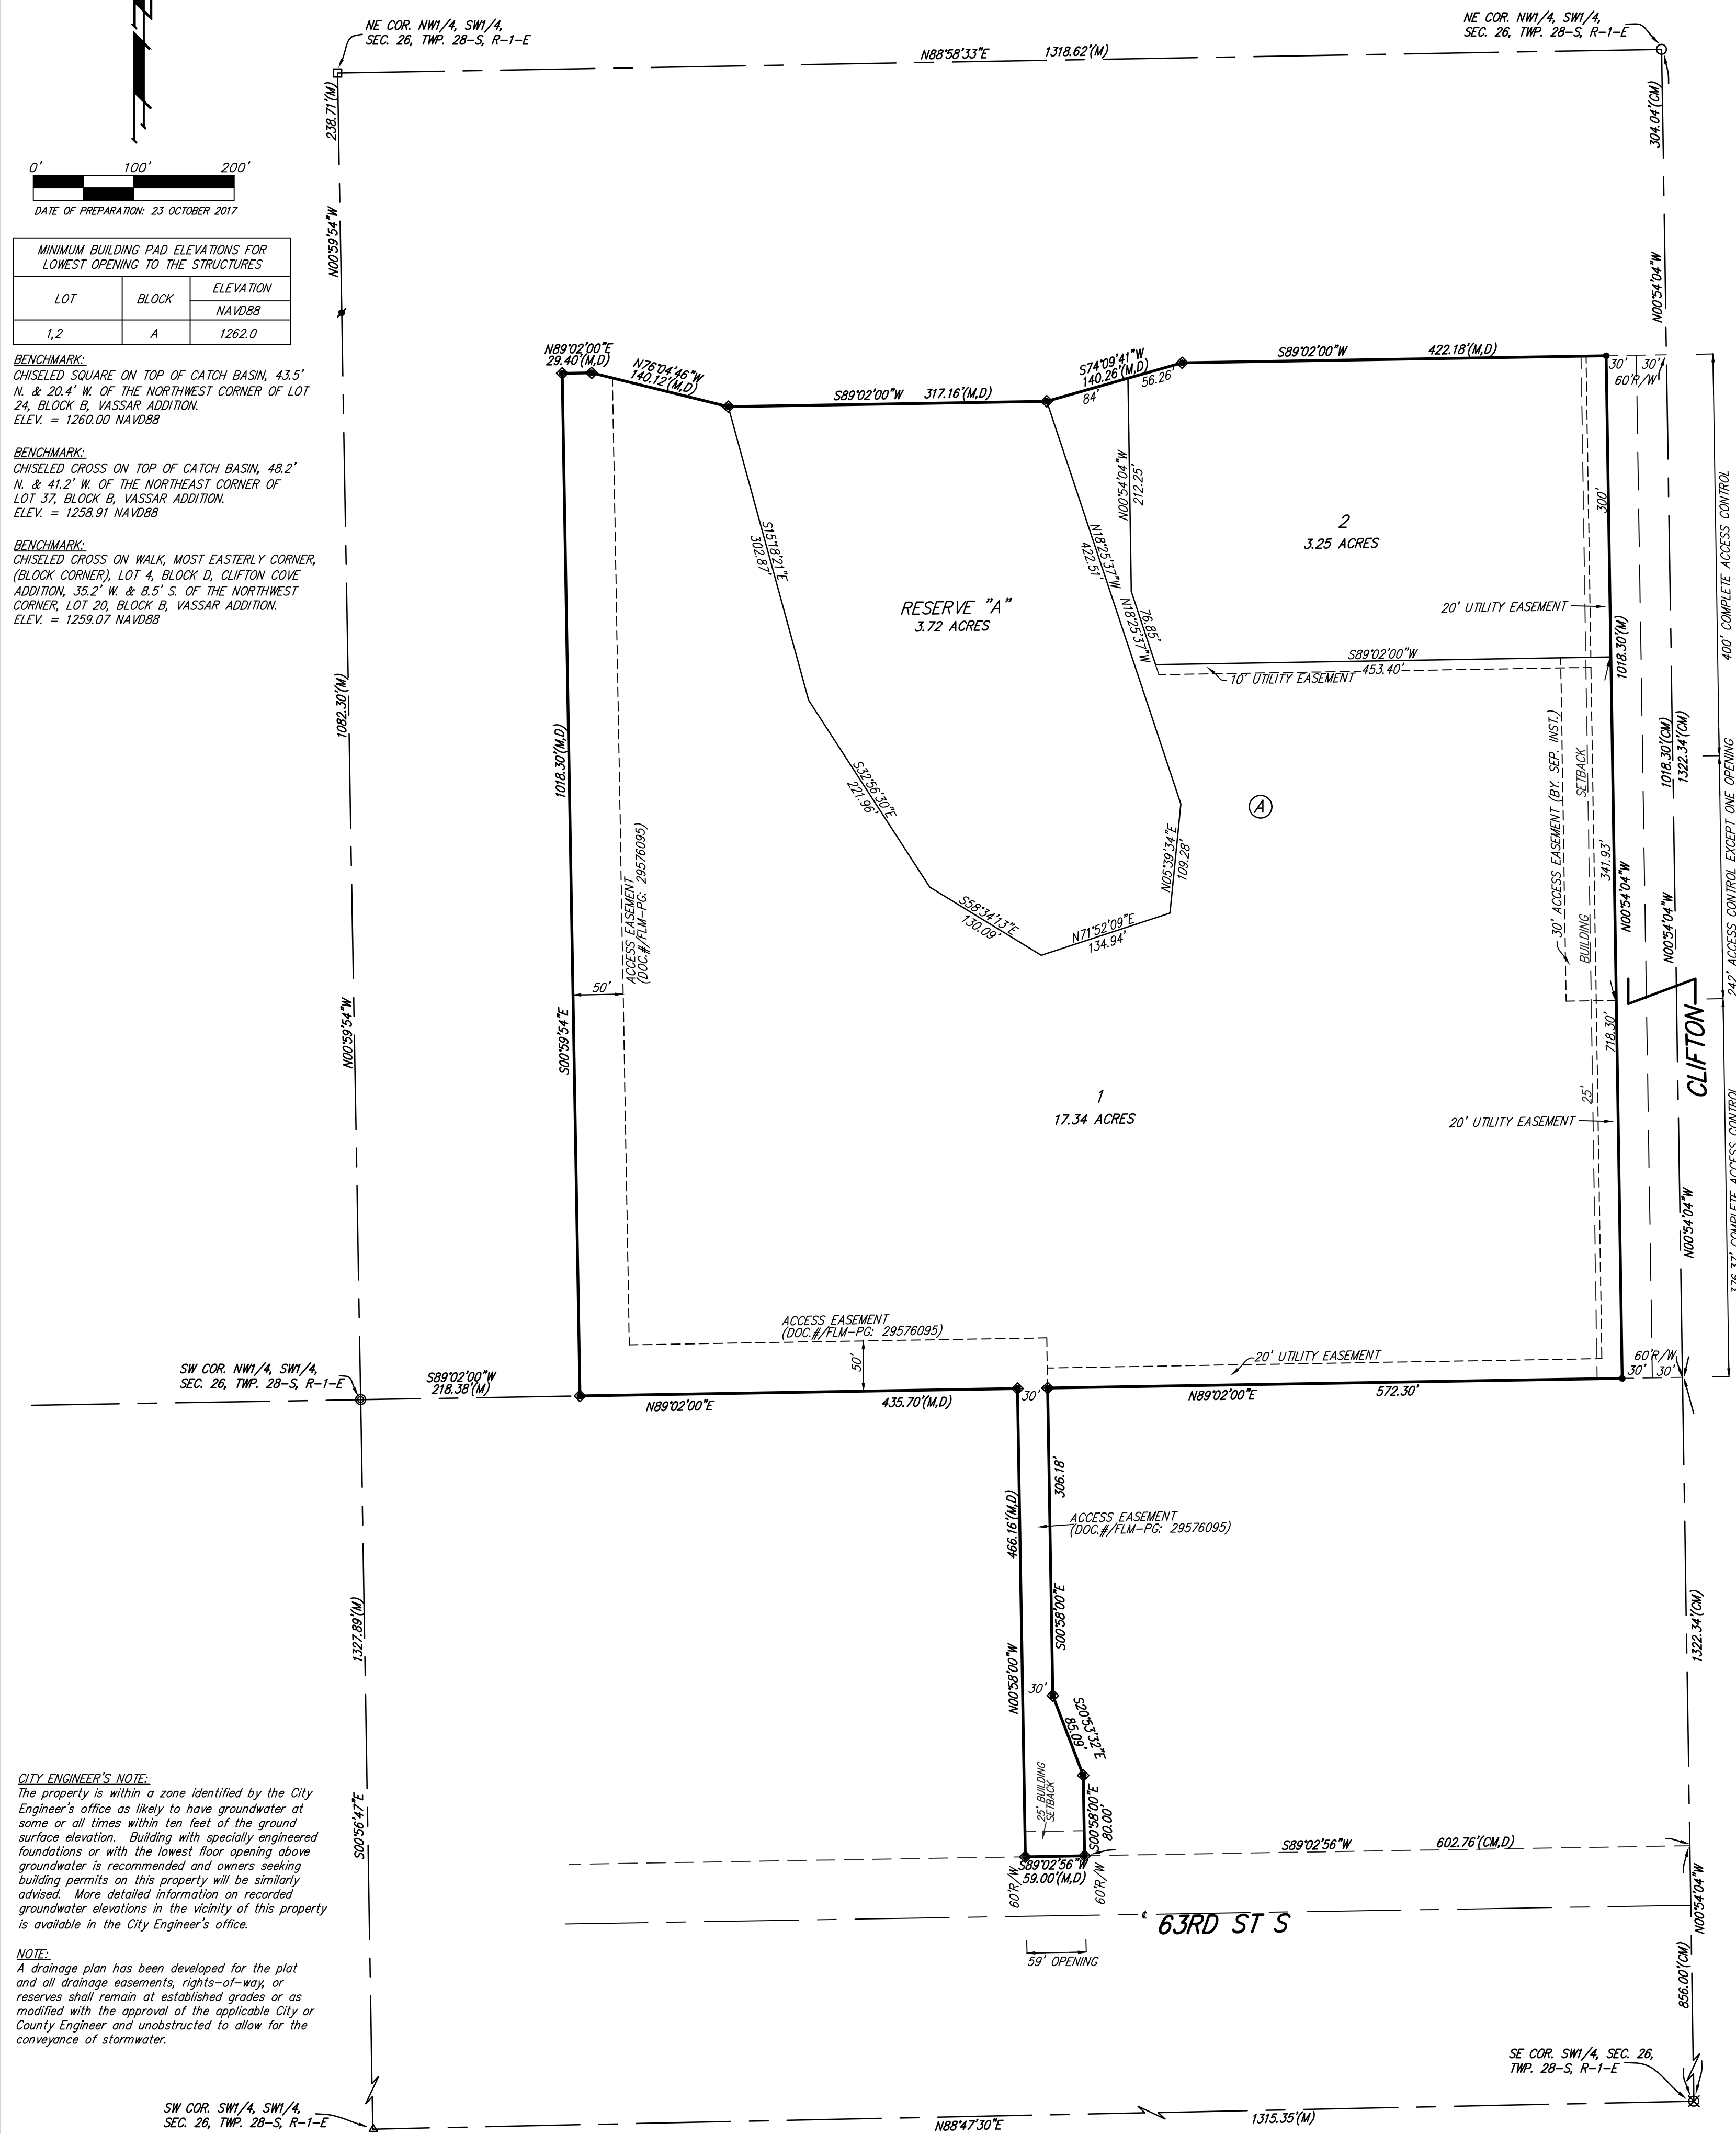 NE COR. NW1/4, SW1/4,
SEC. 26, TWP. 28-S, R-1-E
N88°58'33"E 1318.62'(M)
NE COR. NW1/4, SW1/4,
SEC. 26, TWP. 28-S, R-1-E
238.71'(M)
304.04'(CM)
0' 100' 200'
DATE OF PREPARATION: 23 OCTOBER 2017
N00°59'54"W
N00°54'04"W
MINIMUM BUILDING PAD ELEVATIONS FOR
LOWEST OPENING TO THE STRUCTURES
LOT BLOCK ELEVATION
NAVD88
1,2 A 1262.0
BENCHMARK:
CHISELED SQUARE ON TOP OF CATCH BASIN, 43.5'
N. & 20.4' W. OF THE NORTHWEST CORNER OF LOT
24, BLOCK B, VASSAR ADDITION.
ELEV. = 1260.00 NAVD88
BENCHMARK:
CHISELED CROSS ON TOP OF CATCH BASIN, 48.2'
N. & 41.2' W. OF THE NORTHEAST CORNER OF
LOT 37, BLOCK B, VASSAR ADDITION.
ELEV. = 1258.91 NAVD88
BENCHMARK:
CHISELED CROSS ON WALK, MOST EASTERLY CORNER,
(BLOCK CORNER), LOT 4, BLOCK D, CLIFTON COVE
ADDITION, 35.2' W. & 8.5' S. OF THE NORTHWEST
CORNER, LOT 20, BLOCK B, VASSAR ADDITION.
ELEV. = 1259.07 NAVD88
N89°02'00"E
29.40'(M,D)
N76°04'46"W
140.12'(M,D)
S89°02'00"W 317.16'(M,D)
S74°09'41"W
140.26'(M,D)
84'
56.26'
S89°02'00"W 422.18'(M,D)
30' 30'
60'R/W
S15°18'21"E
302.87'
N18°25'37"W
422.51'
N00°54'04"W
212.25'
N18°25'37"W
76.85'
2
3.25 ACRES
300'
400' COMPLETE ACCESS CONTROL
RESERVE "A"
3.72 ACRES
20' UTILITY EASEMENT
S89°02'00"W
453.40'
10' UTILITY EASEMENT
1018.30'(M)
1082.30'(M)
1018.30'(M,D)
S32°56'30"E
221.96'
A
30' ACCESS EASEMENT (BY. SEP. INST.)
BUILDING SETBACK
1018.30'(CM)
1322.34'(CM)
242' ACCESS CONTROL EXCEPT ONE OPENING
341.93'
N00°54'04"W
N00°54'04"W
ACCESS EASEMENT
(DOC.#/FLM-PG: 29576095)
N05°39'34"E
109.28'
S58°34'13"E
130.09'
N71°52'09"E
134.94'
50'
N00°59'54"W
S00°59'54"E
718.30'
CLIFTON
1
17.34 ACRES
25'
20' UTILITY EASEMENT
376.37' COMPLETE ACCESS CONTROL
N00°54'04"W
ACCESS EASEMENT
(DOC.#/FLM-PG: 29576095)
50'
20' UTILITY EASEMENT
60'R/W
30' 30'
SW COR. NW1/4, SW1/4,
SEC. 26, TWP. 28-S, R-1-E
S89°02'00"W
218.38'(M)
N89°02'00"E 435.70'(M,D)
30'
N89°02'00"E 572.30'
466.16'(M,D)
306.18'
ACCESS EASEMENT
(DOC.#/FLM-PG: 29576095)
N00°58'00"W
S00°58'00"E
1327.89'(M)
1322.34'(CM)
30'
S20°53'32"E
85.09'
25' BUILDING
SETBACK
S00°58'00"E
80.00'
CITY ENGINEER'S NOTE:
The property is within a zone identified by the City
Engineer's office as likely to have groundwater at
some or all times within ten feet of the ground
surface elevation. Building with specially engineered
foundations or with the lowest floor opening above
groundwater is recommended and owners seeking
building permits on this property will be similarly
advised. More detailed information on recorded
groundwater elevations in the vicinity of this property
is available in the City Engineer's office.
S00°56'47"E
S89°02'56"W 602.76'(CM,D)
S89°02'56"W
59.00'(M,D)
60'R/W
60'R/W
N00°54'04"W
63RD ST S
59' OPENING
NOTE:
A drainage plan has been developed for the plat
and all drainage easements, rights-of-way, or
reserves shall remain at established grades or as
modified with the approval of the applicable City or
County Engineer and unobstructed to allow for the
conveyance of stormwater.
856.00'(CM)
SE COR. SW1/4, SEC. 26,
TWP. 28-S, R-1-E
SW COR. SW1/4, SW1/4,
SEC. 26, TWP. 28-S, R-1-E
N88°47'30"E 1315.35'(M)